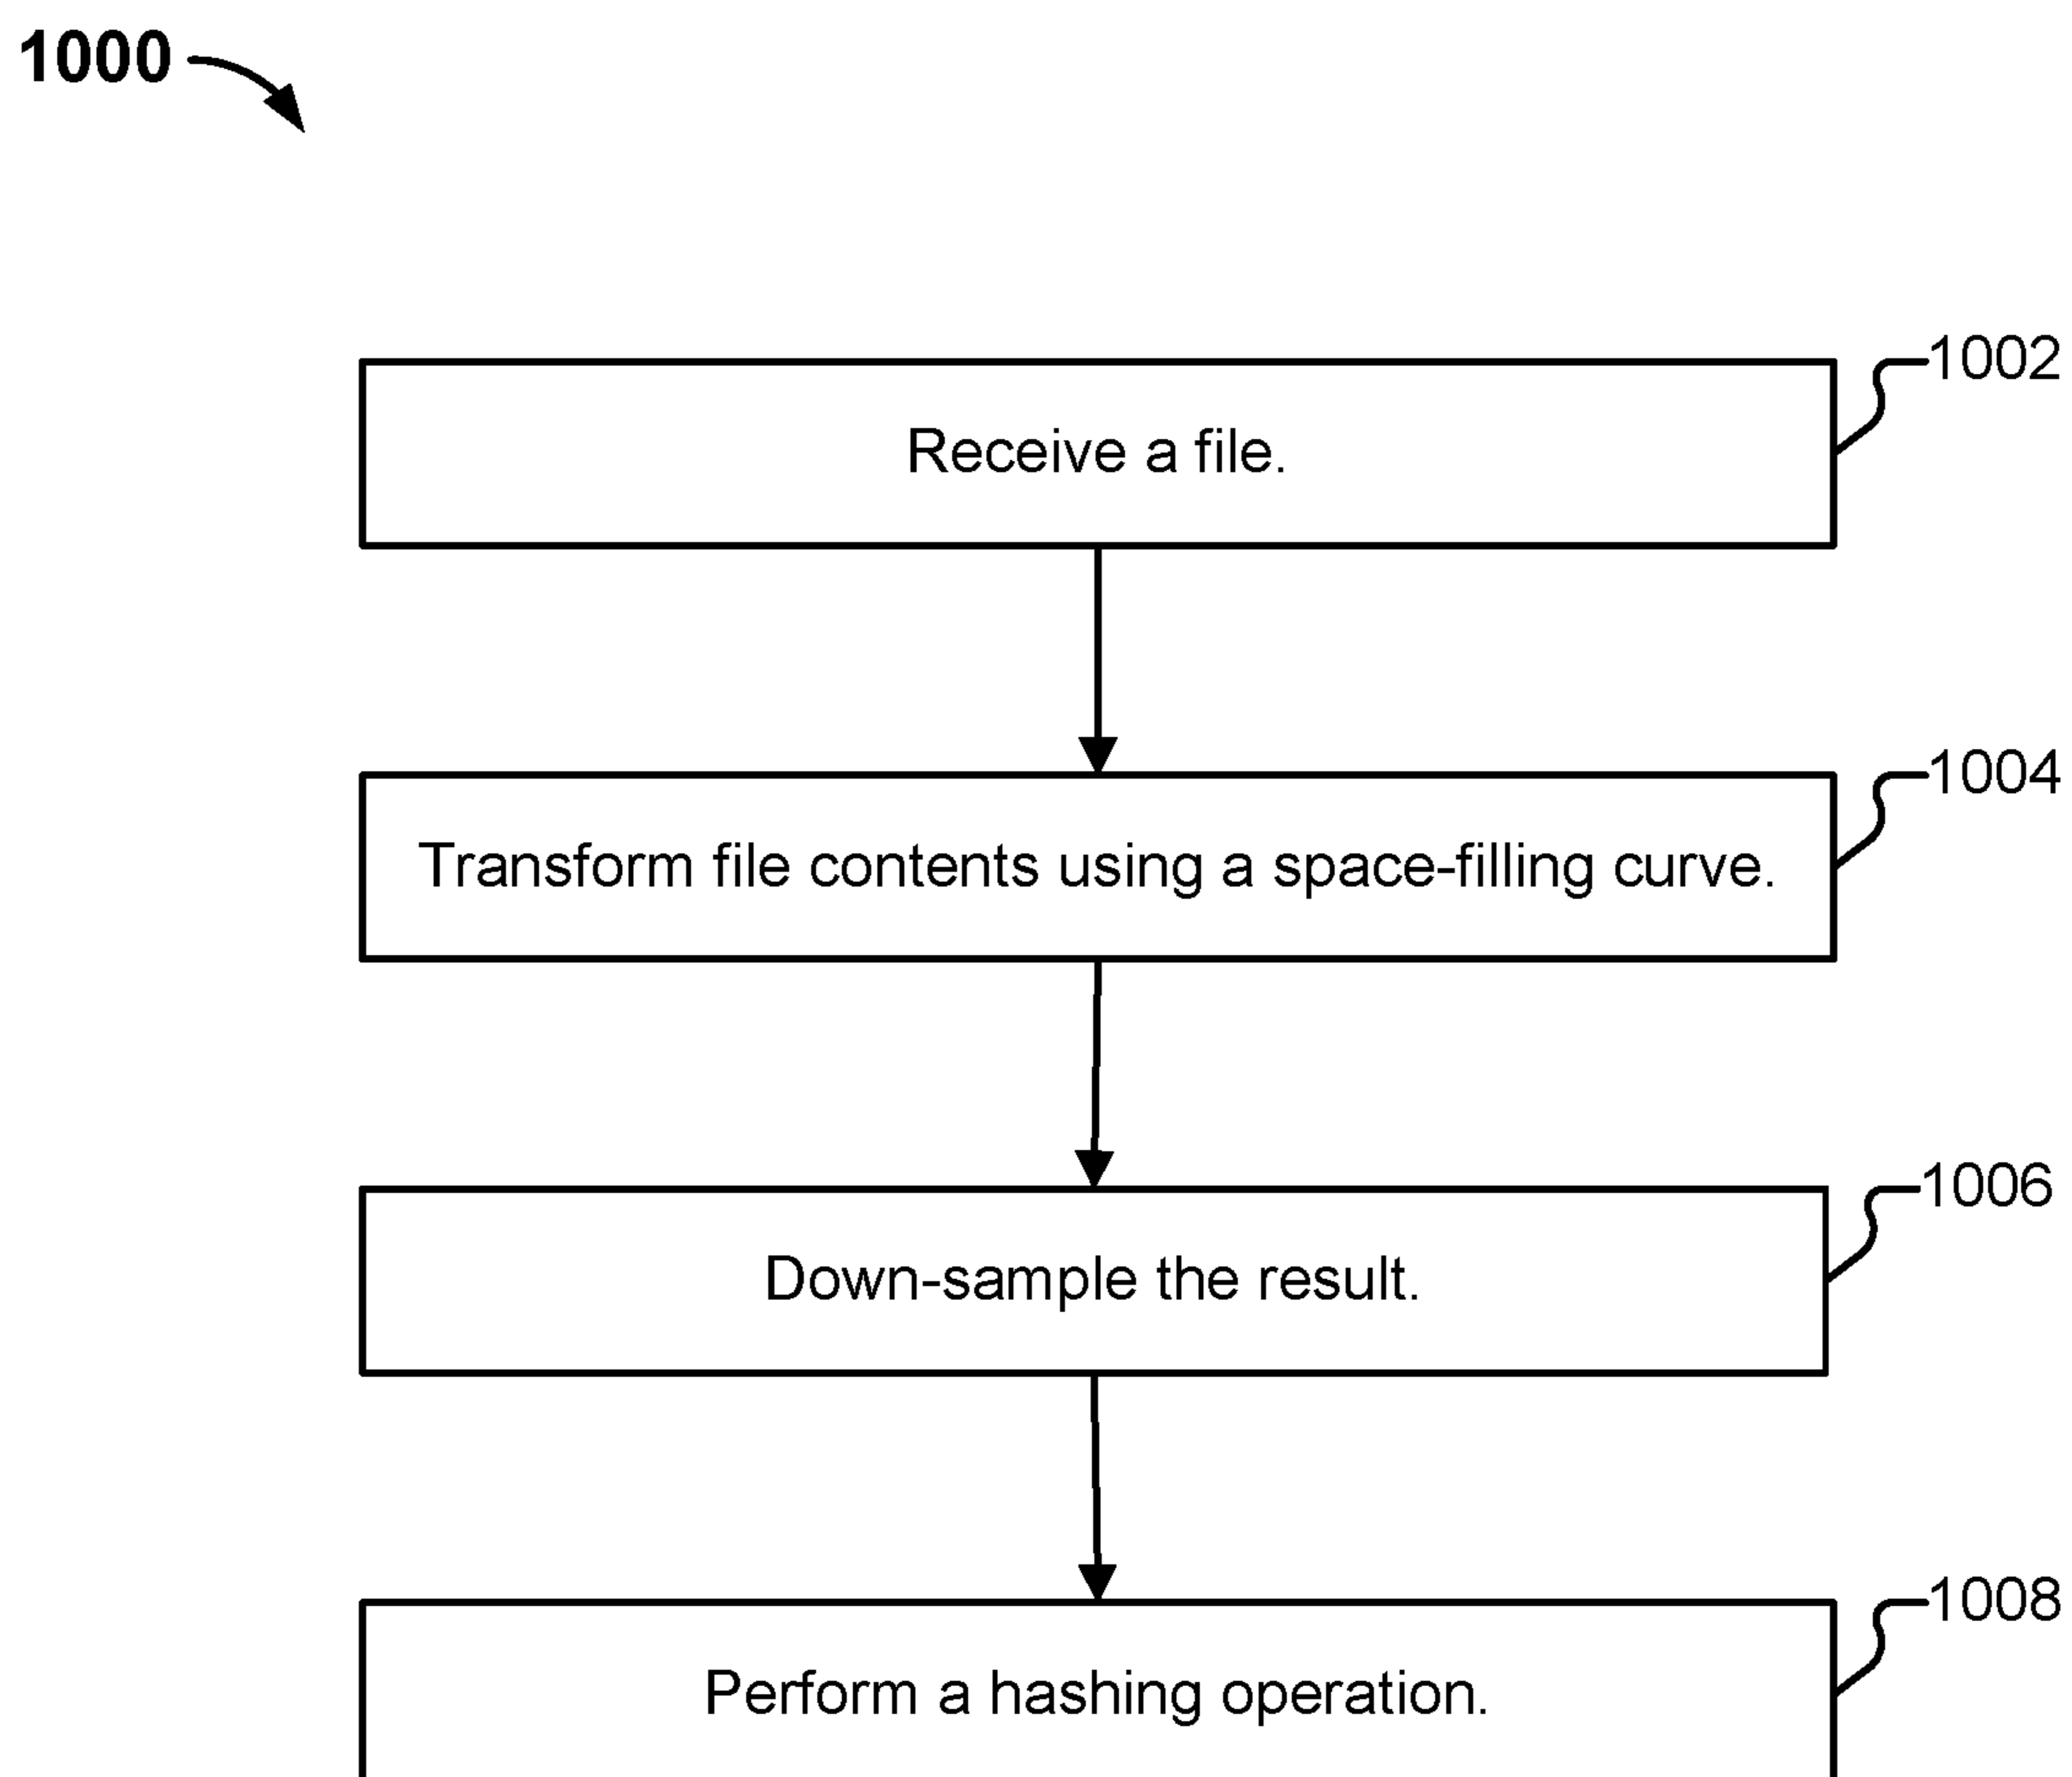 1000
1002
Receive a file.
1004
Transform file contents using a space-filling curve.
1006
Down-sample the result.
1008
Perform a hashing operation.